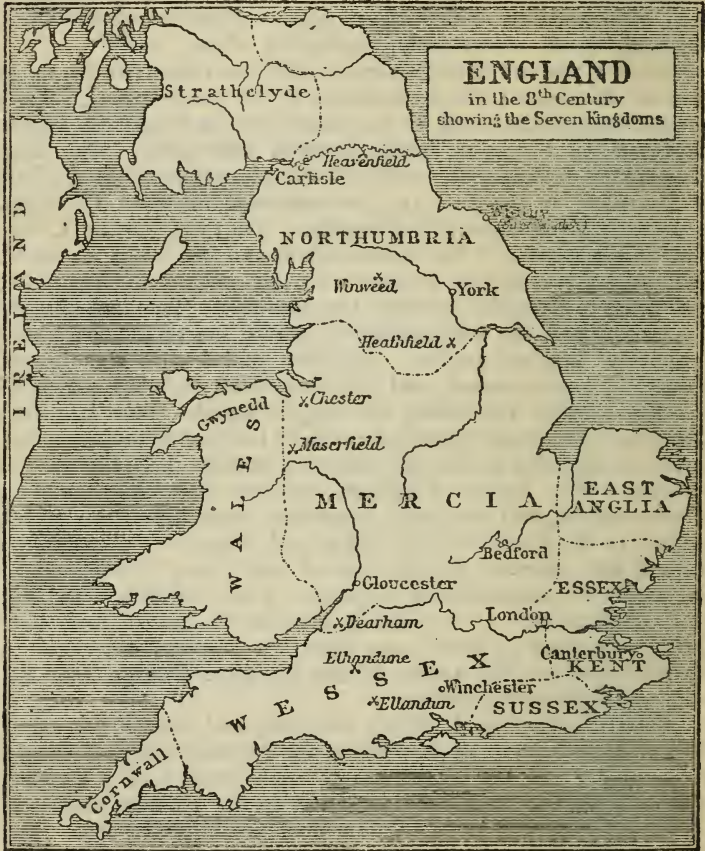 ENGLAND
in the 8th Century
showing the Seven Kingdoms
Strathclyde
Heavenfield
Carlisle
IRELAND
NORTHUMBRIA
Winweed
York
Heathfield
Chester
Gwynedd
Maserfield
WALES
MERCIA
EAST
ANGLIA
Bedford
Gloucester
ESSEX
London
Dearham
Canterbury
KENT
Ethandune
WESSEX
Winchester
Ellandun
SUSSEX
Cornwall